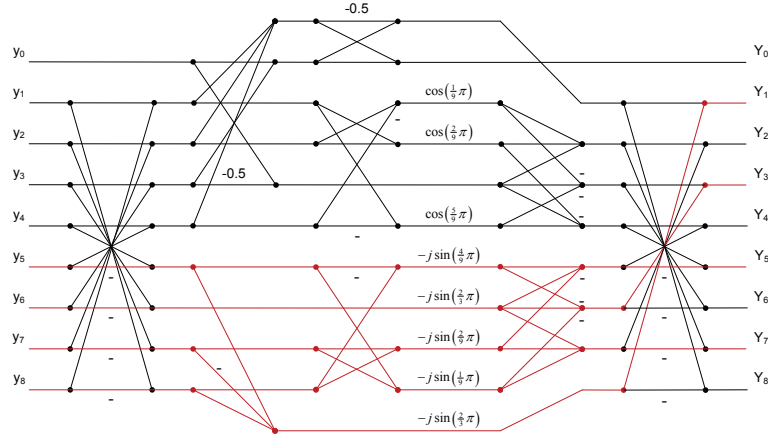 -0.5
y0 Y0
y1 cos(1/9 π) Y1
-
y2 cos(2/9 π) Y2
y3 -0.5 - Y3
-
y4 cos(5/9 π) - Y4
-
y5 -j sin(4/9 π) Y5
- - - -
y6 -j sin(2/3 π) - Y6
- - -
y7 -j sin(2/9 π) Y7
- - -
y8 -j sin(1/9 π) Y8
- -
-j sin(2/3 π)